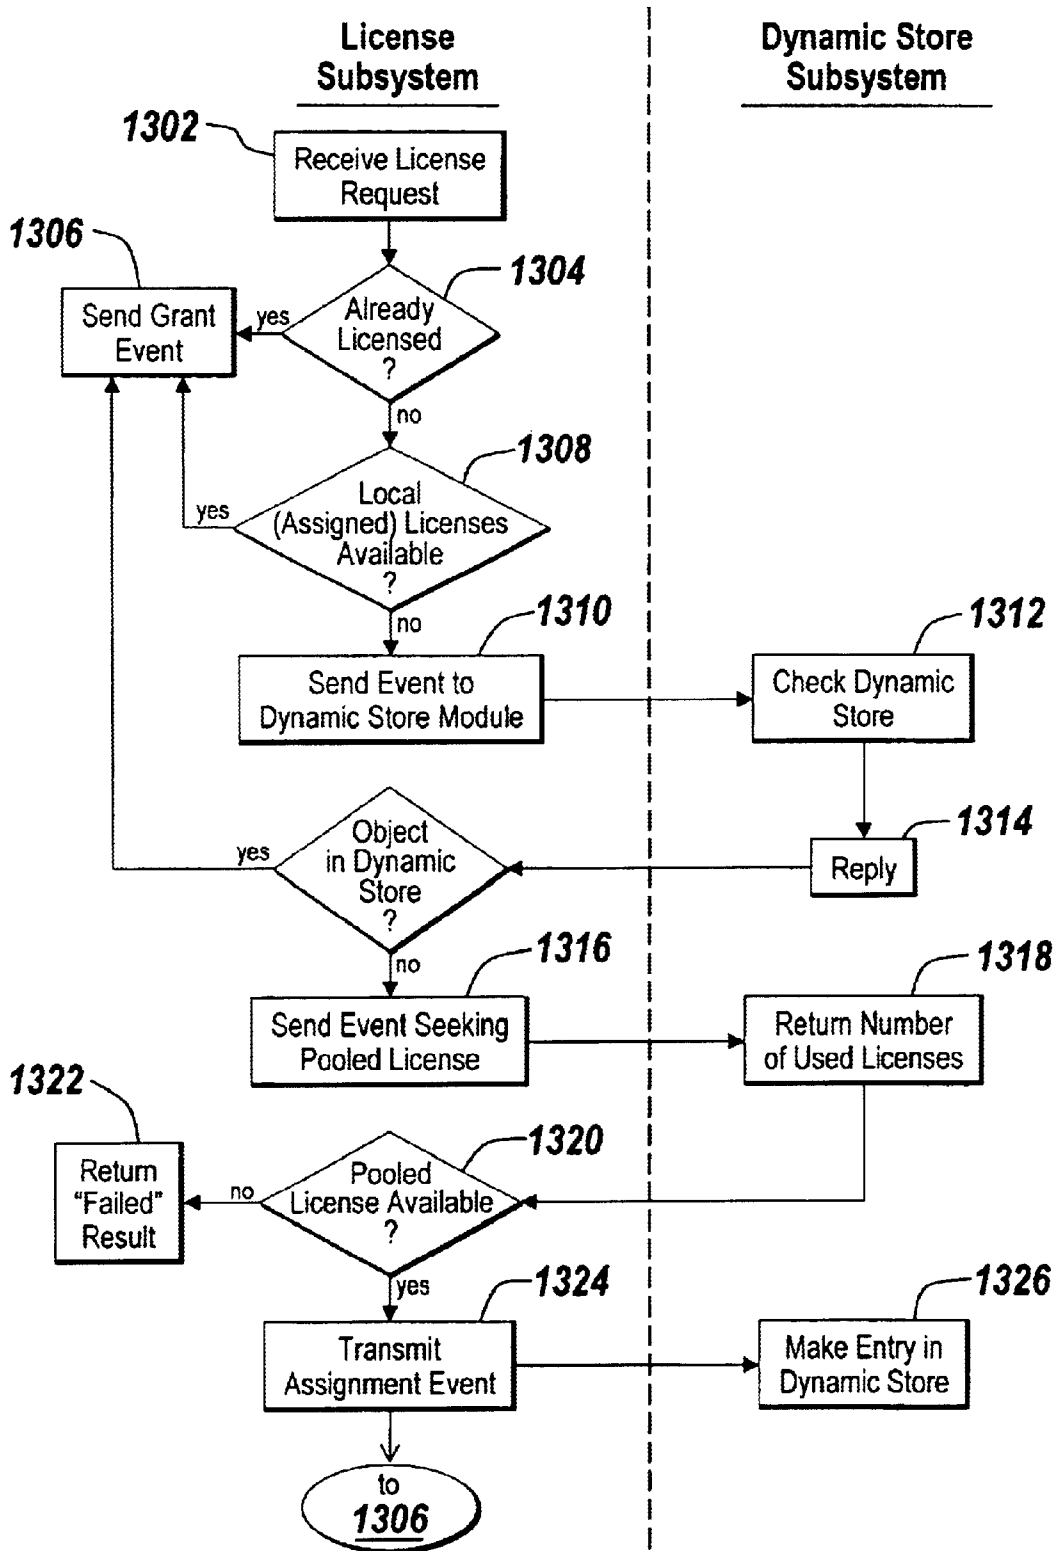 License
Subsystem
Dynamic Store
Subsystem
1302
Receive License
Request
1306
1304
Send Grant
Event
yes
Already
Licensed
?
no
1308
yes
Local
(Assigned) Licenses
Available
?
no
1310
1312
Send Event to
Dynamic Store Module
Check Dynamic
Store
1314
yes
Object
in Dynamic
Store
?
Reply
no
1316
1318
Send Event Seeking
Pooled License
Return Number
of Used Licenses
1322
1320
Return
"Failed"
Result
no
Pooled
License Available
?
yes
1324
1326
Transmit
Assignment Event
Make Entry in
Dynamic Store
to
1306